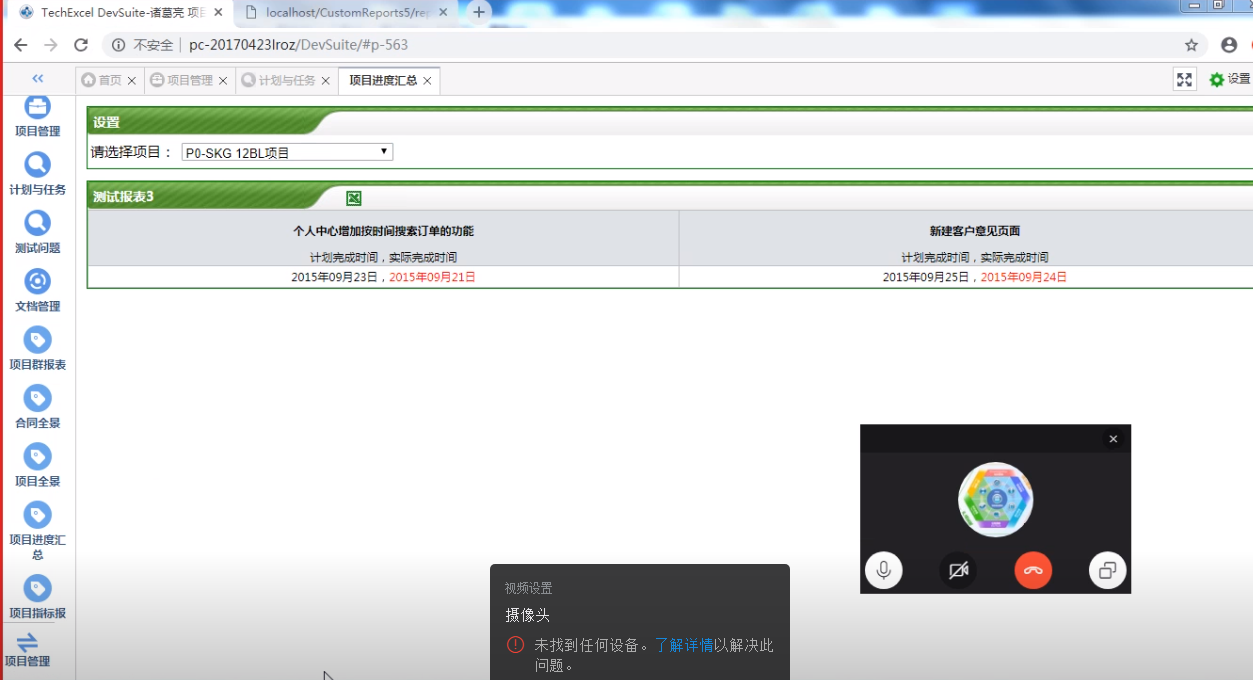 TechExcel DevSuite-诸葛亮 项目
localhost/CustomReports5/rep
不安全 | pc-20170423lroz/DevSuite/#p-563
首页
项目管理
计划与任务
项目进度汇总
设置
项目管理
计划与任务
测试问题
文档管理
项目群报表
合同全景
项目全景
项目进度汇
总
项目指标报
项目管理
设置
请选择项目：
P0-SKG 12BL项目
测试报表3
个人中心增加按时间搜索订单的功能
新建客户意见页面
计划完成时间，实际完成时间
计划完成时间，实际完成时间
2015年09月23日，2015年09月21日
2015年09月25日，2015年09月24日
视频设置
摄像头
未找到任何设备。了解详情以解决此
问题。